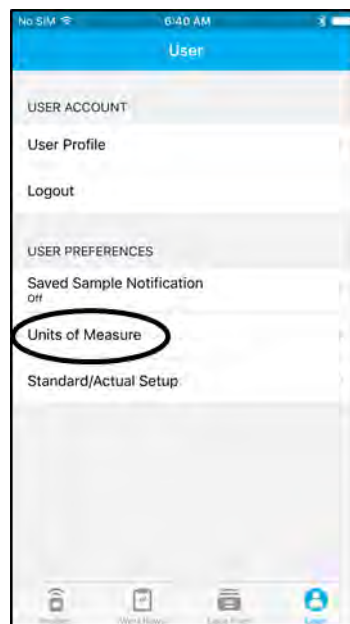 No SIM 6:40 AM
User
USER ACCOUNT
User Profile
Logout
USER PREFERENCES
Saved Sample Notification
Off
Units of Measure
Standard/Actual Setup
User